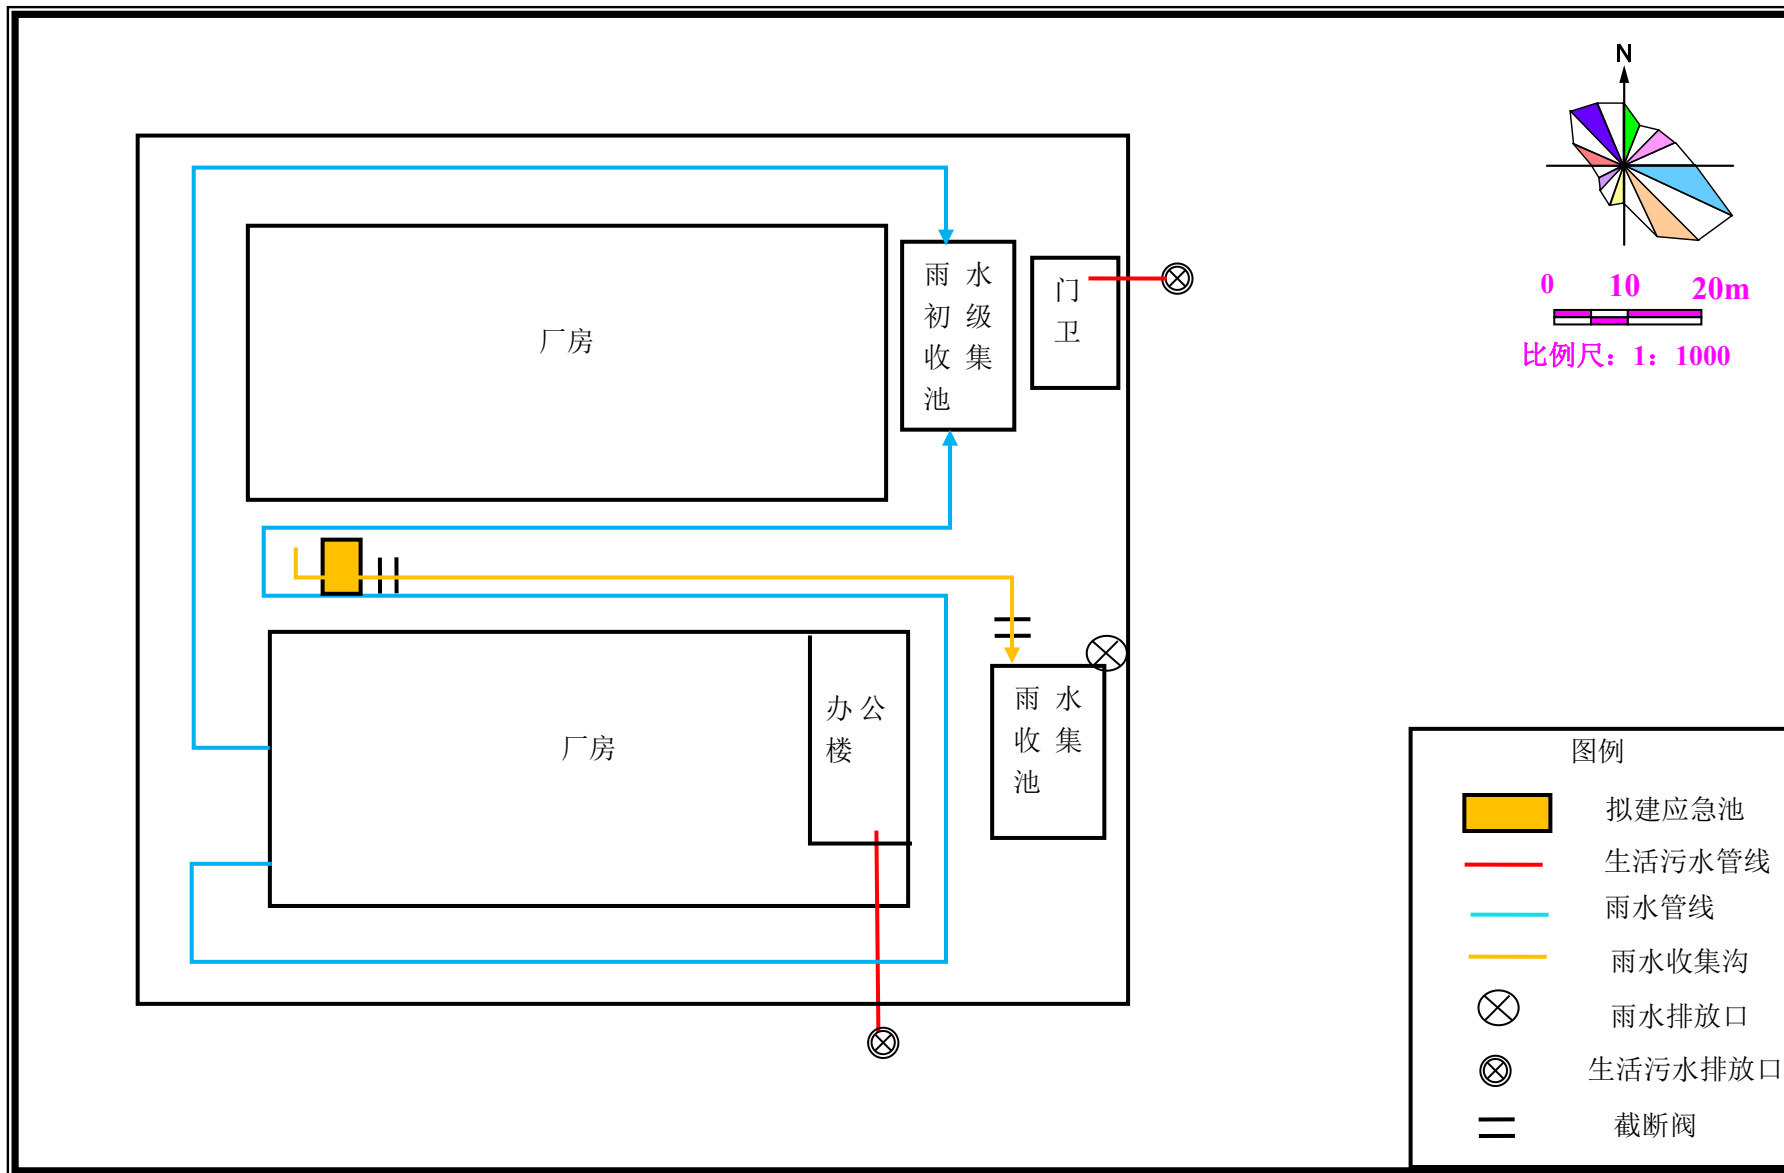 N
0 10 20m
比例尺：1：1000
雨 水
初 级
收 集
池
门
卫
厂房
办 公
楼
厂房
雨 水
收 集
池
图例
拟建应急池
生活污水管线
雨水管线
雨水收集沟
雨水排放口
生活污水排放口
截断阀